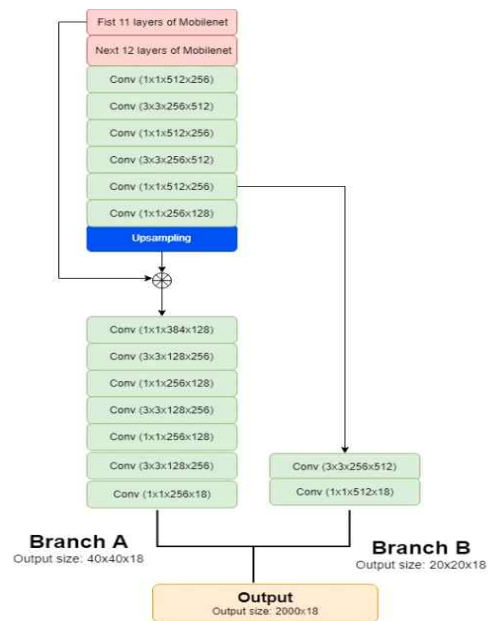 Fist 11 layers of Mobilenet
Next 12 layers of Mobilenet
Conv (1x1x512x256)
Conv (3x3x256x512)
Conv (1x1x512x256)
Conv (3x3x256x512)
Conv (1x1x512x256)
Conv (1x1x256x128)
Upsampling
Conv (1x1x384x128)
Conv (3x3x128x256)
Conv (1x1x256x128)
Conv (3x3x128x256)
Conv (1x1x256x128)
Conv (3x3x128x256)
Conv (1x1x256x18)
Conv (3x3x256x512)
Conv (1x1x512x18)
Branch A
Output size: 40x40x18
Branch B
Output size: 20x20x18
Output
Output size: 2000x18